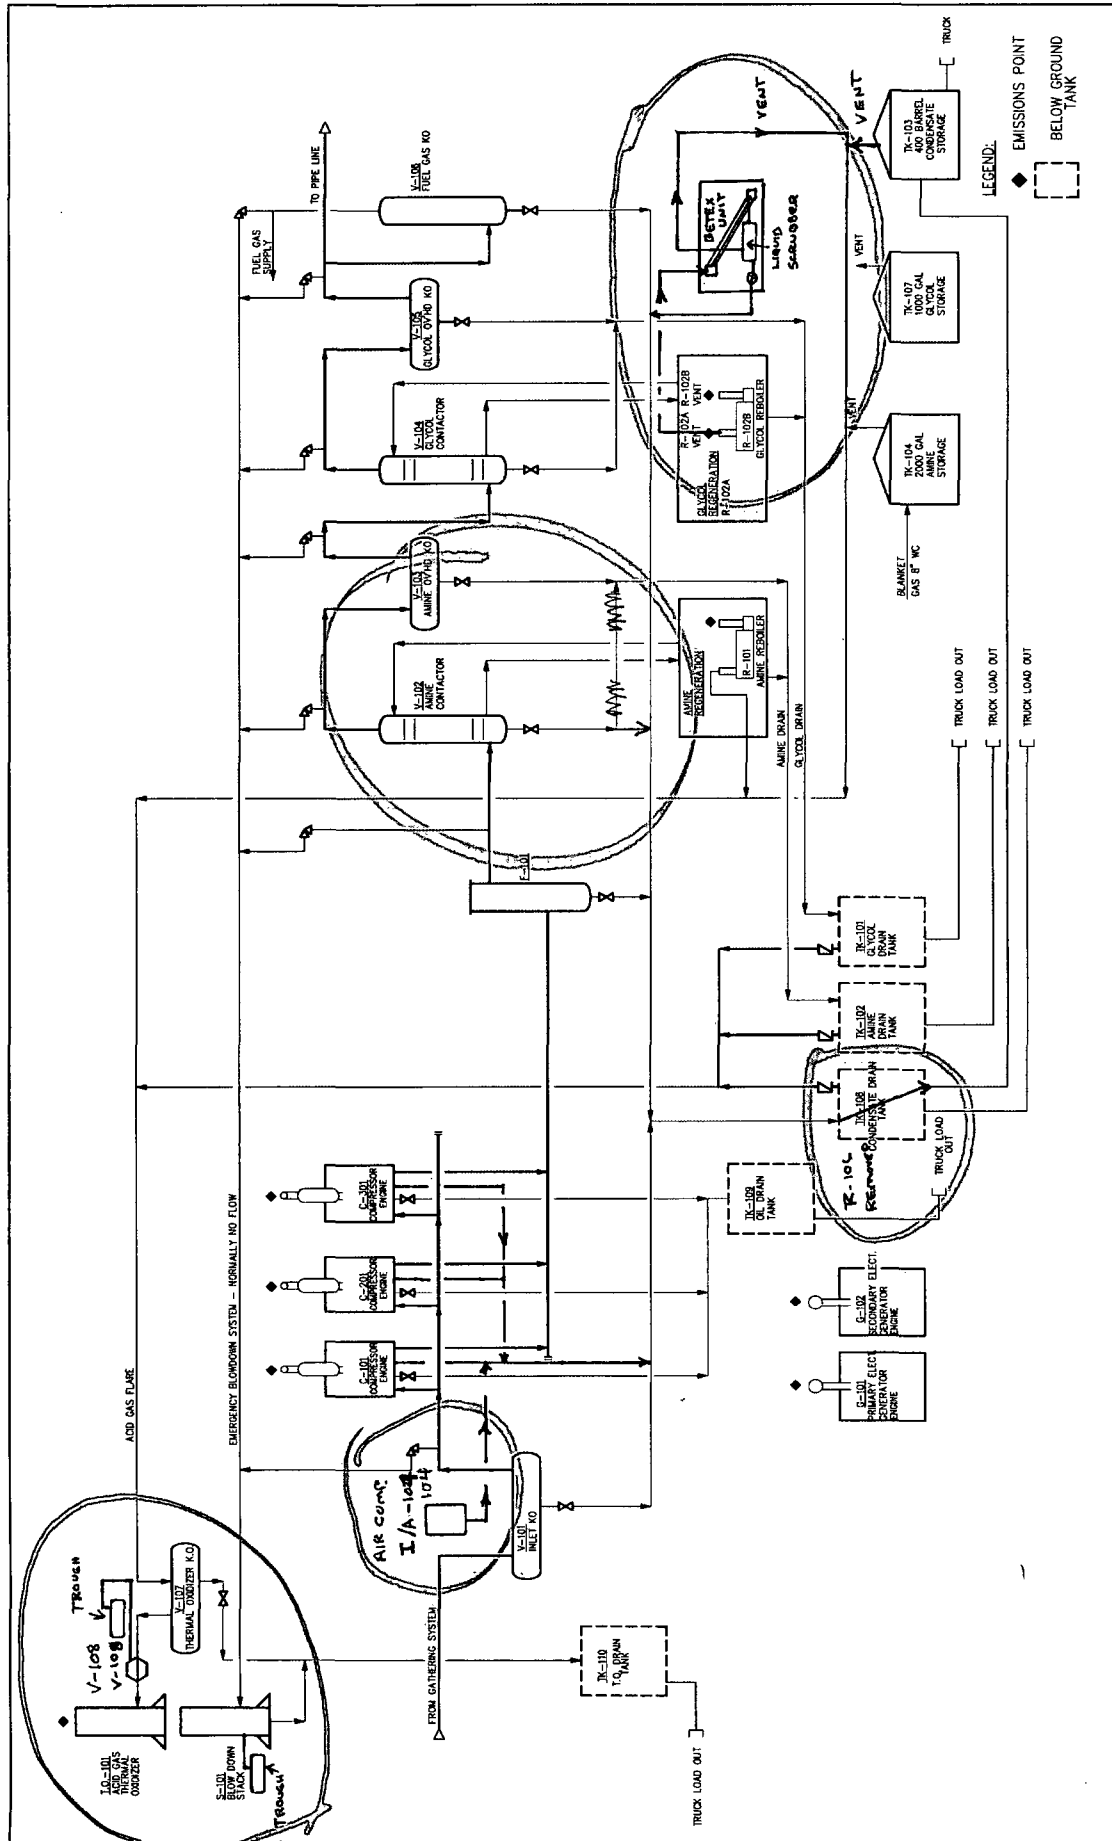 ACID GAS FLARE
EMERGENCY BLOWDOWN SYSTEM – NORMALLY NO FLOW
TROUGH
V-108
V-108
V-107
THERMAL OXIDIZER K.O.
T.O.-101
ACID GAS
THERMAL
OXIDIZER
S-101
BLOW DOWN
STACK
TROUGH
FROM GATHERING SYSTEM
TK-110
T.O. DRAIN
TANK
TRUCK LOAD OUT
AIR COMP.
I/A-
104
V-101
INLET KO
C-101
COMPRESSOR
ENGINE
C-201
COMPRESSOR
ENGINE
C-301
COMPRESSOR
ENGINE
G-101
PRIMARY ELECT.
GENERATOR
ENGINE
G-102
SECONDARY ELECT.
GENERATOR
ENGINE
TK-109
OIL DRAIN
TANK
TRUCK LOAD
OUT
REMOVED
TK-108
CONDENSATE DRAIN
TANK
TK-102
AMINE
DRAIN
TANK
TK-101
GLYCOL
DRAIN
TANK
TRUCK LOAD OUT
TRUCK LOAD OUT
TRUCK LOAD OUT
F-101
V-102
AMINE
CONTACTOR
V-103
AMINE OV'HD KO
AMINE
REGENERATION
R-101
AMINE REBOILER
AMINE DRAIN
GLYCOL DRAIN
V-104
GLYCOL
CONTACTOR
V-105
GLYCOL OV'HD KO
FUEL GAS
SUPPLY
TO PIPE LINE
V-106
FUEL GAS KO
GLYCOL
REGENERATION
R-102A
R-102A
VENT
R-102B
VENT
R-102B
GLYCOL REBOILER
BETEX
UNIT
LIQUID
SCRUBBER
VENT
VENT
VENT
VENT
BLANKET
GAS 8" WC
TK-104
2000 GAL
AMINE
STORAGE
TK-107
1000 GAL
GLYCOL
STORAGE
TK-103
400 BARREL
CONDENSATE
STORAGE
TRUCK
LEGEND:
EMISSIONS POINT
BELOW GROUND
TANK